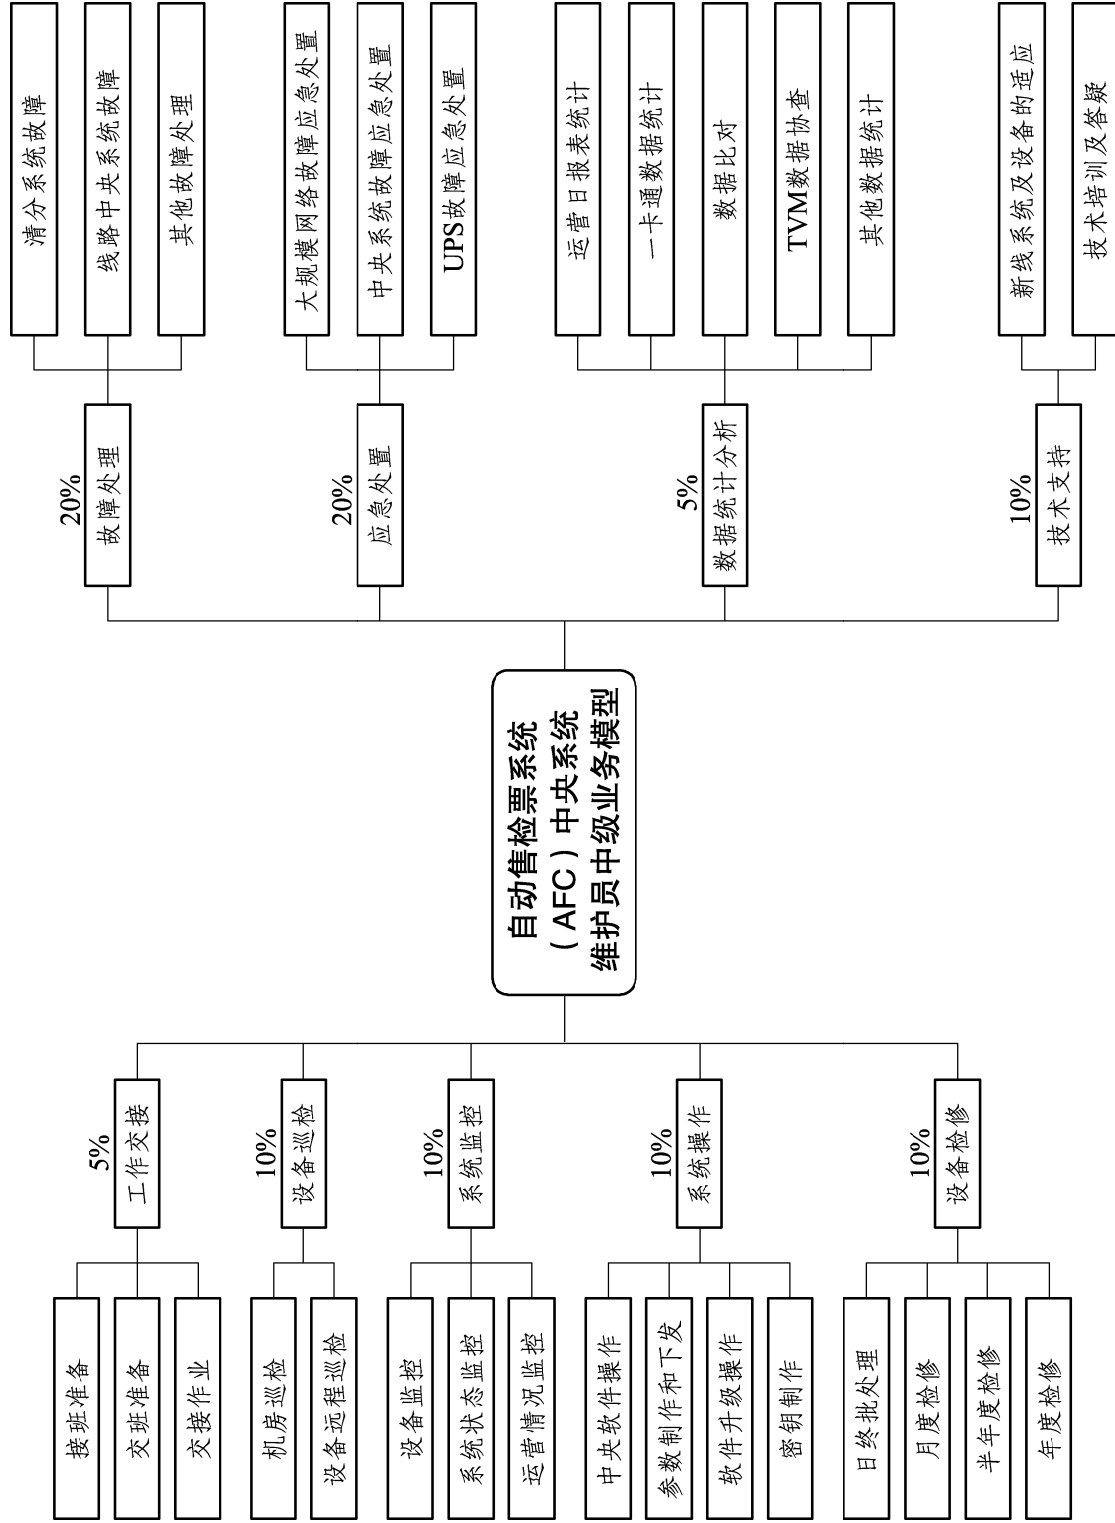 自动售检票系统
（AFC）中央系统
维护员中级业务模型
5%
工作交接
接班准备
交班准备
交接作业
10%
设备巡检
机房巡检
设备远程巡检
10%
系统监控
设备监控
系统状态监控
运营情况监控
10%
系统操作
中央软件操作
参数制作和下发
软件升级操作
密钥制作
10%
设备检修
日终批处理
月度检修
半年度检修
年度检修
20%
故障处理
清分系统故障
线路中央系统故障
其他故障处理
20%
应急处置
大规模网络故障应急处置
中央系统故障应急处置
UPS故障应急处置
5%
数据统计分析
运营日报表统计
一卡通数据统计
数据比对
TVM数据协查
其他数据统计
10%
技术支持
新线系统及设备的适应
技术培训及答疑